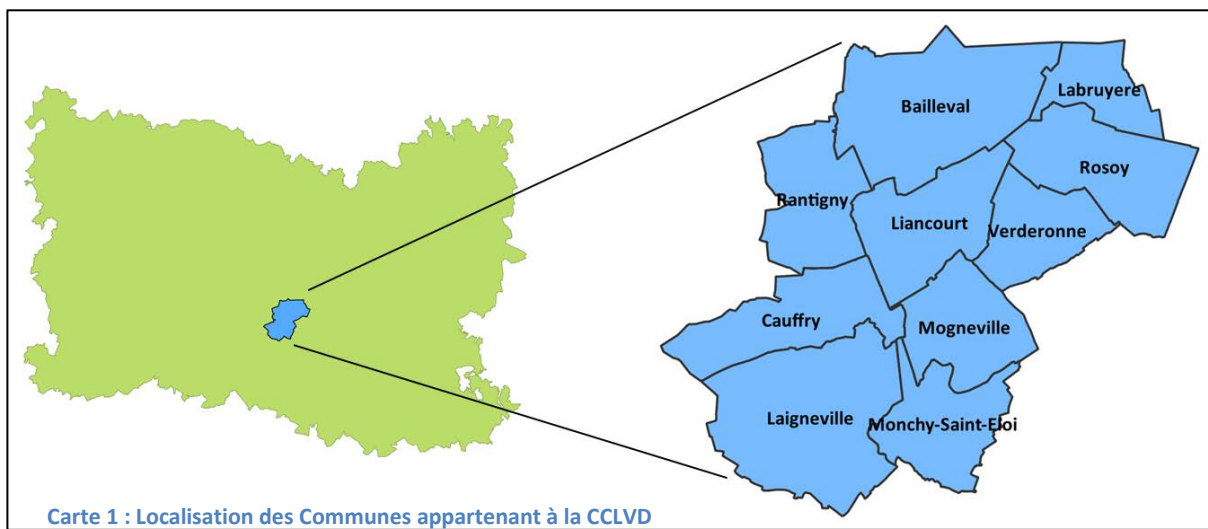 Bailleval
Labruyere
Rosoy
Rantigny
Liancourt
Verderonne
Cauffry
Mogneville
Laigneville
Monchy-Saint-Eloi
Carte 1 : Localisation des Communes appartenant à la CCLVD